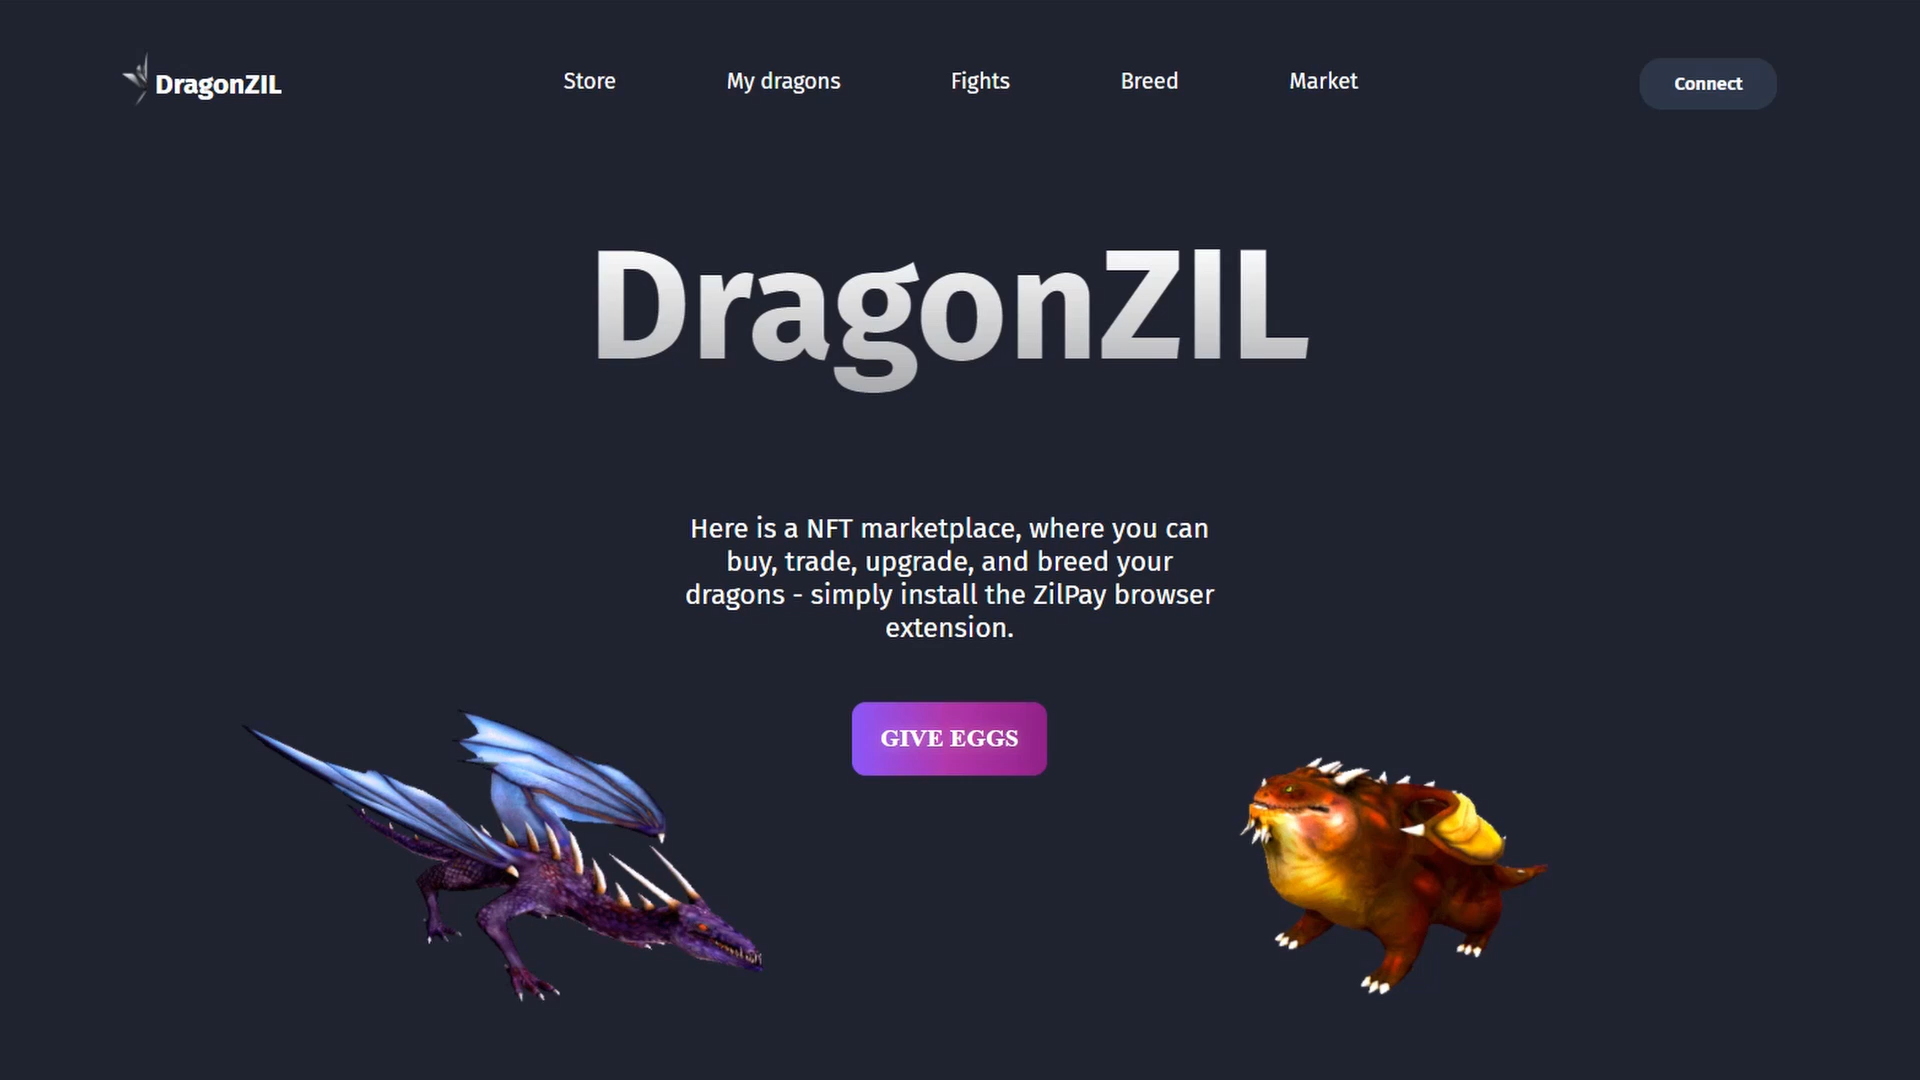 DragonZIL
Store
My dragons
Fights
Breed
Market
Connect
DragonZIL
Here is a NFT marketplace, where you can
buy, trade, upgrade, and breed your
dragons - simply install the ZilPay browser
extension.
GIVE EGGS